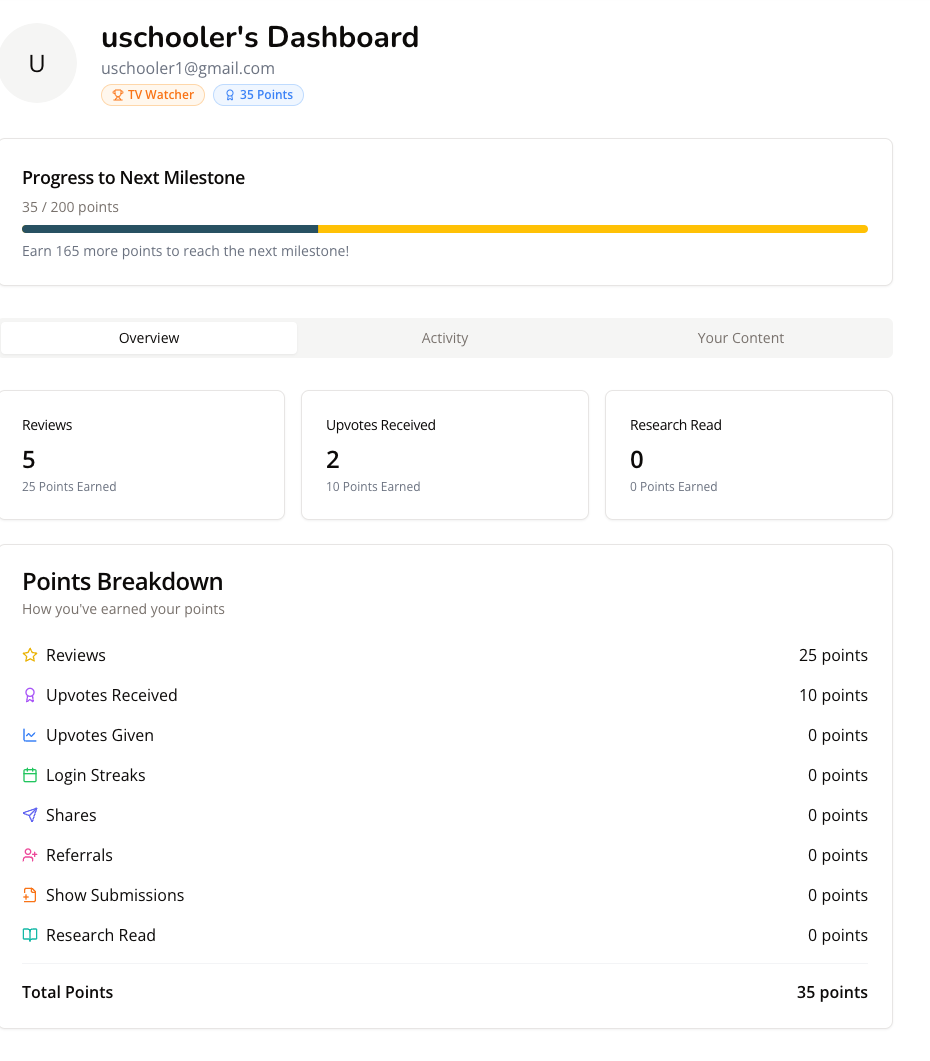 U
uschooler's Dashboard
uschooler1@gmail.com
TV Watcher 35 Points
Progress to Next Milestone
35 / 200 points
Earn 165 more points to reach the next milestone!
Overview Activity Your Content
Reviews
5
25 Points Earned
Upvotes Received
2
10 Points Earned
Research Read
0
0 Points Earned
Points Breakdown
How you've earned your points
Reviews 25 points
Upvotes Received 10 points
Upvotes Given 0 points
Login Streaks 0 points
Shares 0 points
Referrals 0 points
Show Submissions 0 points
Research Read 0 points
Total Points 35 points